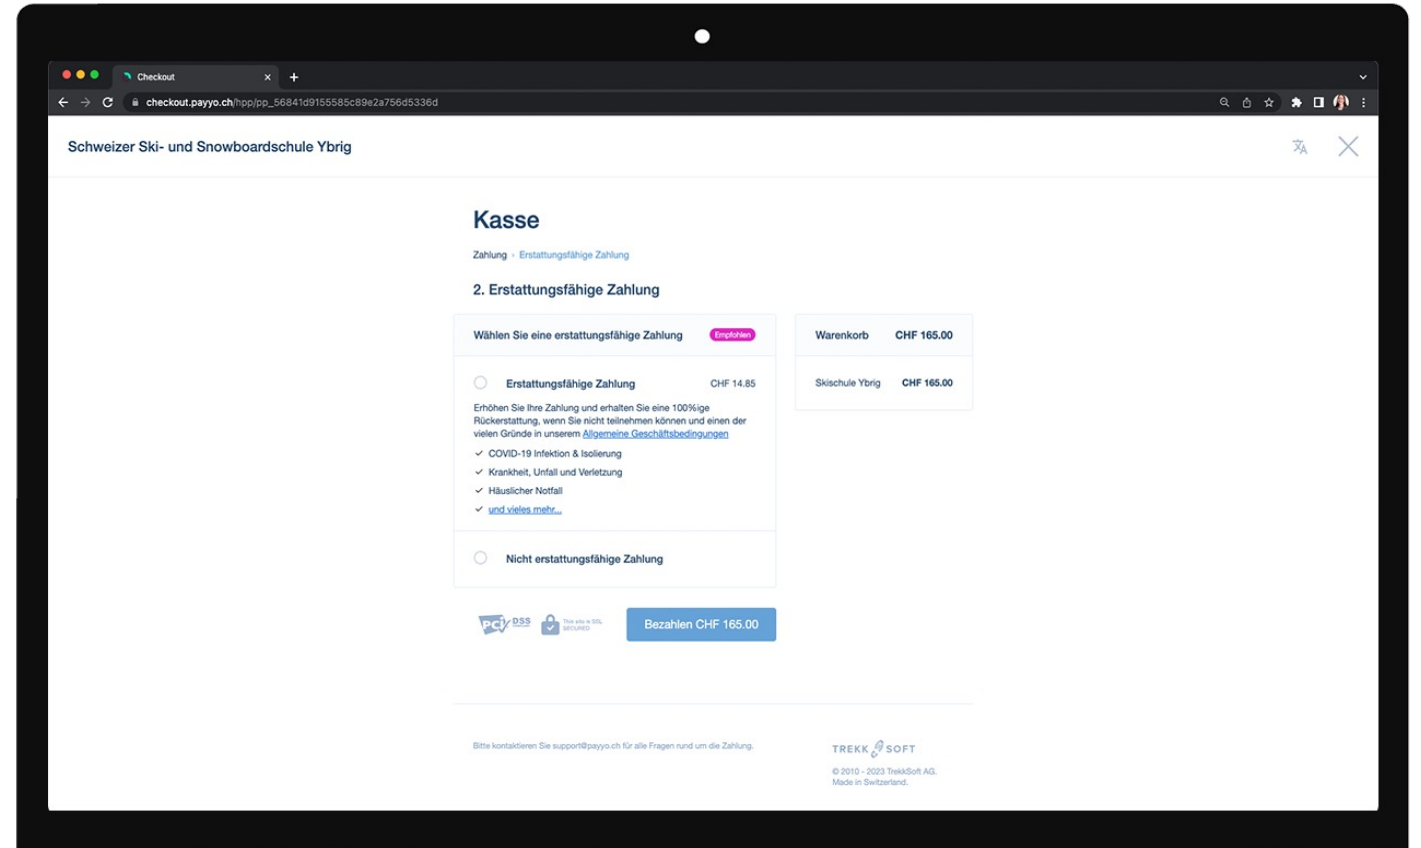 Checkout
checkout.payyo.ch/hpp/pp_56841d9155585c89e2a756d5336d
Schweizer Ski- und Snowboardschule Ybrig
Kasse
Zahlung › Erstattungsfähige Zahlung
2. Erstattungsfähige Zahlung
Wählen Sie eine erstattungsfähige Zahlung Empfohlen
Erstattungsfähige Zahlung CHF 14.85
Erhöhen Sie Ihre Zahlung und erhalten Sie eine 100%ige
Rückerstattung, wenn Sie nicht teilnehmen können und einen der
vielen Gründe in unserem Allgemeine Geschäftsbedingungen
COVID-19 Infektion & Isolierung
Krankheit, Unfall und Verletzung
Häuslicher Notfall
und vieles mehr...
Nicht erstattungsfähige Zahlung
Warenkorb CHF 165.00
Skischule Ybrig CHF 165.00
PCI DSS
This site is SSL
SECURED
Bezahlen CHF 165.00
Bitte kontaktieren Sie support@payyo.ch für alle Fragen rund um die Zahlung.
TREKK SOFT
© 2010 - 2023 TrekkSoft AG.
Made in Switzerland.